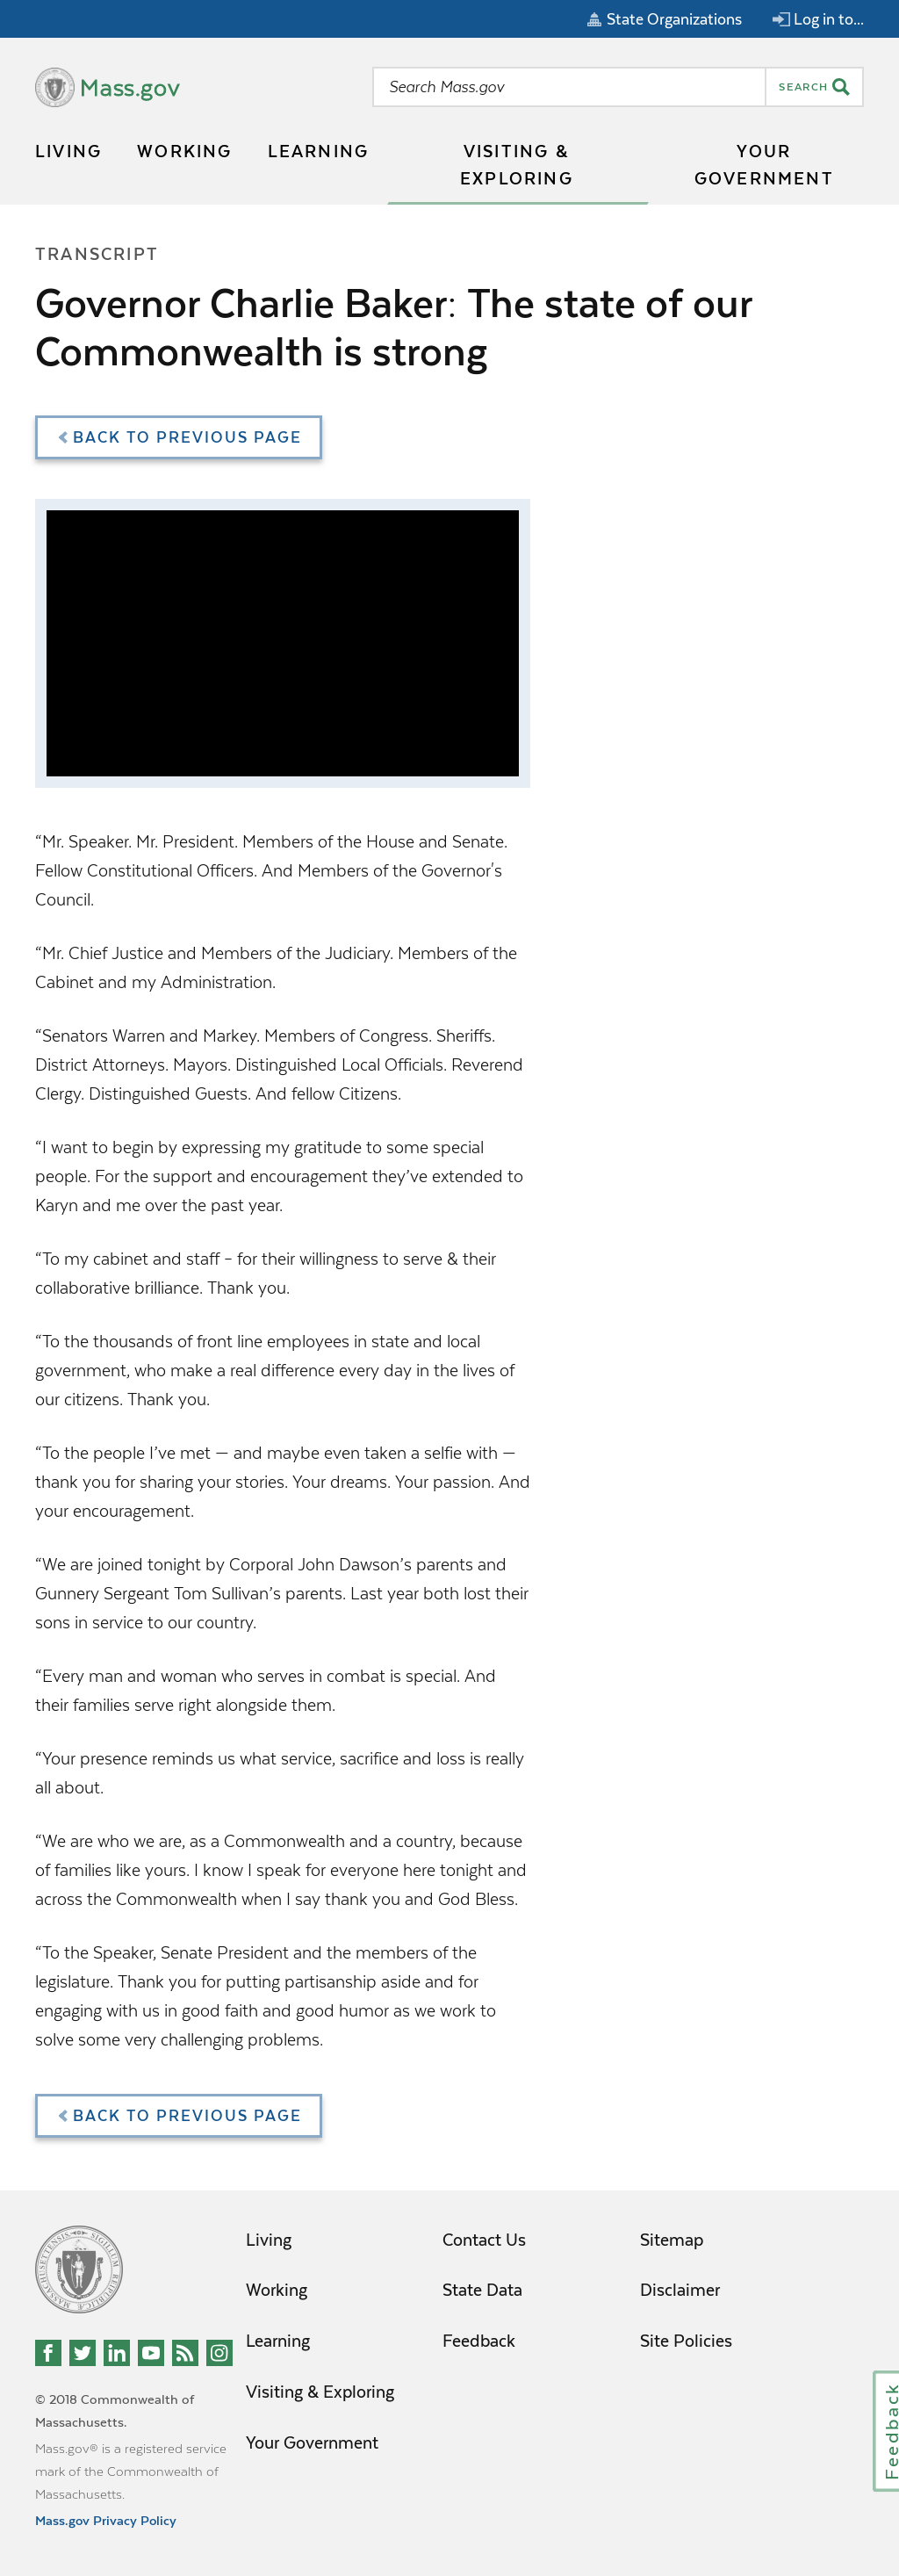 State Organizations Log in to...
Mass.gov
Search Mass.gov
SEARCH
LIVING WORKING LEARNING VISITING & EXPLORING YOUR GOVERNMENT
TRANSCRIPT
Governor Charlie Baker: The state of our
Commonwealth is strong
BACK TO PREVIOUS PAGE
“Mr. Speaker. Mr. President. Members of the House and Senate.
Fellow Constitutional Officers. And Members of the Governor's
Council.
“Mr. Chief Justice and Members of the Judiciary. Members of the
Cabinet and my Administration.
“Senators Warren and Markey. Members of Congress. Sheriffs.
District Attorneys. Mayors. Distinguished Local Officials. Reverend
Clergy. Distinguished Guests. And fellow Citizens.
“I want to begin by expressing my gratitude to some special
people. For the support and encouragement they’ve extended to
Karyn and me over the past year.
“To my cabinet and staff – for their willingness to serve & their
collaborative brilliance. Thank you.
“To the thousands of front line employees in state and local
government, who make a real difference every day in the lives of
our citizens. Thank you.
“To the people I’ve met — and maybe even taken a selfie with —
thank you for sharing your stories. Your dreams. Your passion. And
your encouragement.
“We are joined tonight by Corporal John Dawson’s parents and
Gunnery Sergeant Tom Sullivan’s parents. Last year both lost their
sons in service to our country.
“Every man and woman who serves in combat is special. And
their families serve right alongside them.
“Your presence reminds us what service, sacrifice and loss is really
all about.
“We are who we are, as a Commonwealth and a country, because
of families like yours. I know I speak for everyone here tonight and
across the Commonwealth when I say thank you and God Bless.
“To the Speaker, Senate President and the members of the
legislature. Thank you for putting partisanship aside and for
engaging with us in good faith and good humor as we work to
solve some very challenging problems.
BACK TO PREVIOUS PAGE
Living
Working
Learning
Visiting & Exploring
Your Government
Contact Us
State Data
Feedback
Sitemap
Disclaimer
Site Policies
© 2018 Commonwealth of
Massachusetts.
Mass.gov® is a registered service
mark of the Commonwealth of
Massachusetts.
Mass.gov Privacy Policy
Feedback